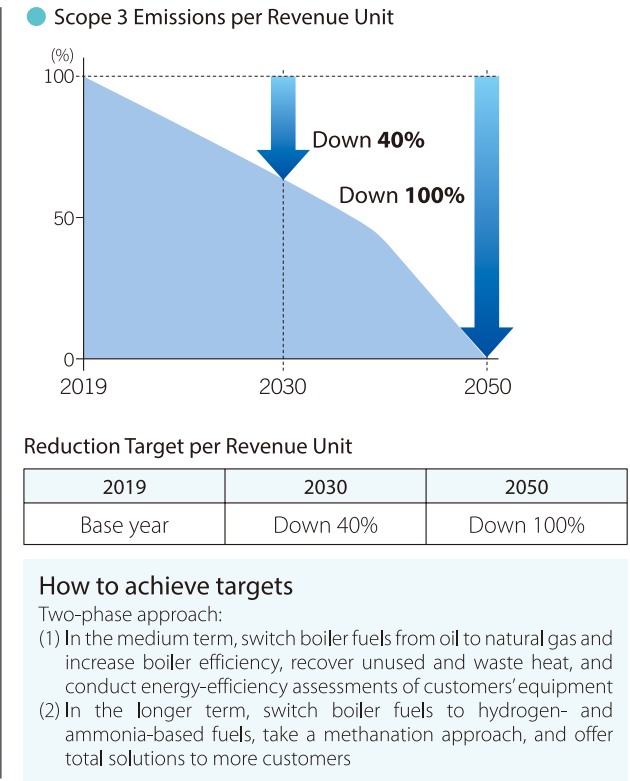 Scope 3 Emissions per Revenue Unit
(%)
100
Down 40%
Down 100%
50
0
2019 2030 2050
Reduction Target per Revenue Unit
2019 2030 2050
Base year Down 40% Down 100%
How to achieve targets
Two-phase approach:
(1) In the medium term, switch boiler fuels from oil to natural gas and
increase boiler efficiency, recover unused and waste heat, and
conduct energy-efficiency assessments of customers' equipment
(2) In the longer term, switch boiler fuels to hydrogen- and
ammonia-based fuels, take a methanation approach, and offer
total solutions to more customers